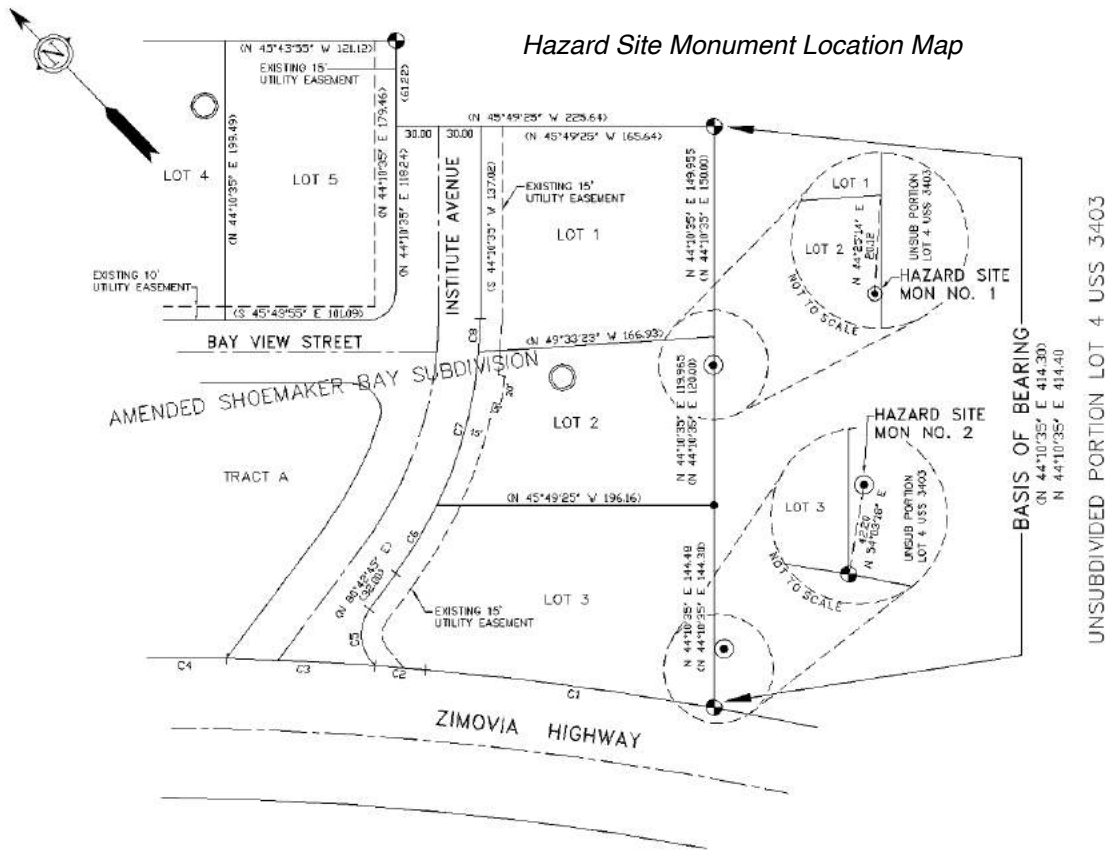 Hazard Site Monument Location Map
N
(N 45°43'55" W 121.12)
EXISTING 15'
UTILITY EASEMENT
(61.22)
(N 44°10'35" E 179.46)
(N 44°10'35" E 199.49)
LOT 4
LOT 5
(N 44°10'35" E 118.24)
EXISTING 10'
UTILITY EASEMENT
(S 45°43'55" E 101.09)
BAY VIEW STREET
(N 45°49'25" W 225.64)
30.00
30.00
(N 45°49'25" W 165.64)
INSTITUTE AVENUE
(S 44°10'35" W 137.02)
EXISTING 15'
UTILITY EASEMENT
LOT 1
N 44°10'35" E 149.955
(N 44°10'35" E 150.00)
C8
(N 49°33'23" W 166.93)
AMENDED SHOEMAKER BAY SUBDIVISION
20'
15'
C7
15'
LOT 2
N 44°10'35" E 119.965
(N 44°10'35" E 120.00)
TRACT A
(N 45°49'25" W 196.16)
C6
(N 80°42'45" E)
(32.00)
EXISTING 15'
UTILITY EASEMENT
LOT 3
N 44°10'35" E 144.48
(N 44°10'35" E 144.30)
C5
C4
C3
C2
C1
ZIMOVIA HIGHWAY
LOT 1
LOT 2
N 44°25'14" E
20.12
UNSUB PORTION
LOT 4 USS 3403
HAZARD SITE
MON NO. 1
NOT TO SCALE
HAZARD SITE
MON NO. 2
LOT 3
42.20
N 54°03'16" E
UNSUB PORTION
LOT 4 USS 3403
NOT TO SCALE
BASIS OF BEARING
(N 44°10'35" E 414.30)
N 44°10'35" E 414.40
UNSUBDIVIDED PORTION LOT 4 USS 3403